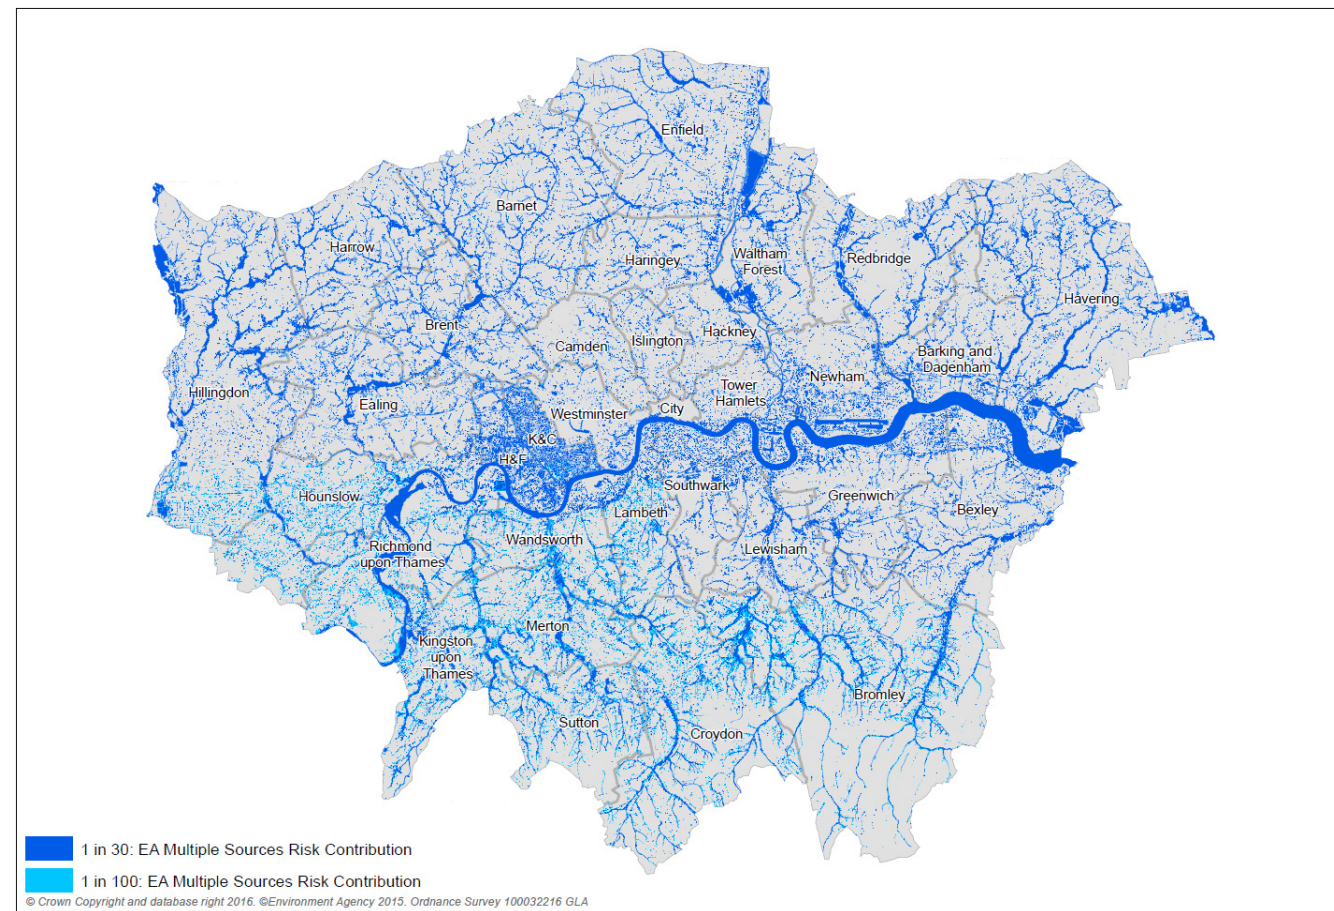 Enfield
Barnet
Harrow
Haringey
Waltham
Forest
Redbridge
Havering
Brent
Camden
Islington
Hackney
Barking and
Dagenham
Hillingdon
Ealing
Westminster
City
Tower
Hamlets
Newham
K&C
H&F
Hounslow
Southwark
Lambeth
Greenwich
Bexley
Richmond
upon Thames
Wandsworth
Lewisham
Kingston
upon
Thames
Merton
Bromley
Sutton
Croydon
1 in 30: EA Multiple Sources Risk Contribution
1 in 100: EA Multiple Sources Risk Contribution
© Crown Copyright and database right 2016. ©Environment Agency 2015. Ordnance Survey 100032216 GLA